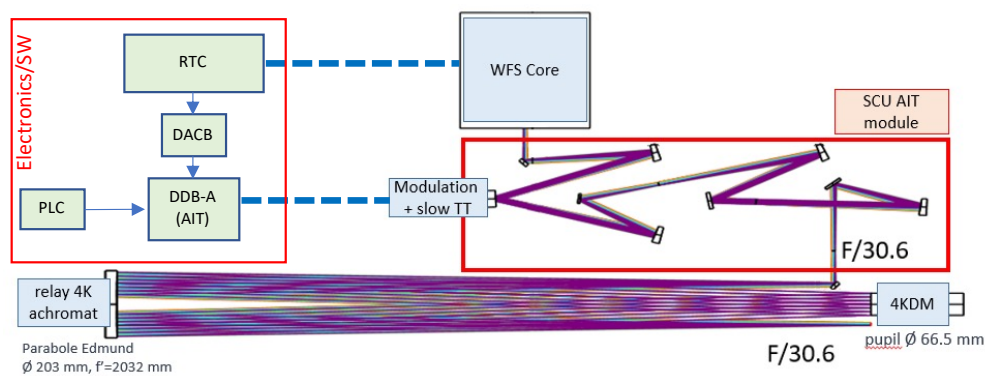 Electronics/SW
RTC
DACB
PLC
DDB-A
(AIT)
WFS Core
SCU AIT
module
Modulation
+ slow TT
F/30.6
relay 4K
achromat
4KDM
Parabole Edmund
Ø 203 mm, f'=2032 mm
F/30.6
pupil Ø 66.5 mm